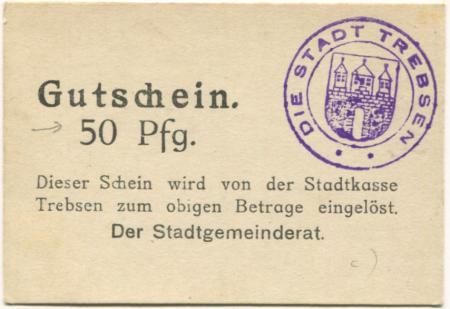 DIE STADT TREBSEN
Gutschein.
→ 50 Pfg.
Dieser Schein wird von der Stadtkasse
Trebsen zum obigen Betrage eingelöst.
Der Stadtgemeinderat.
c)